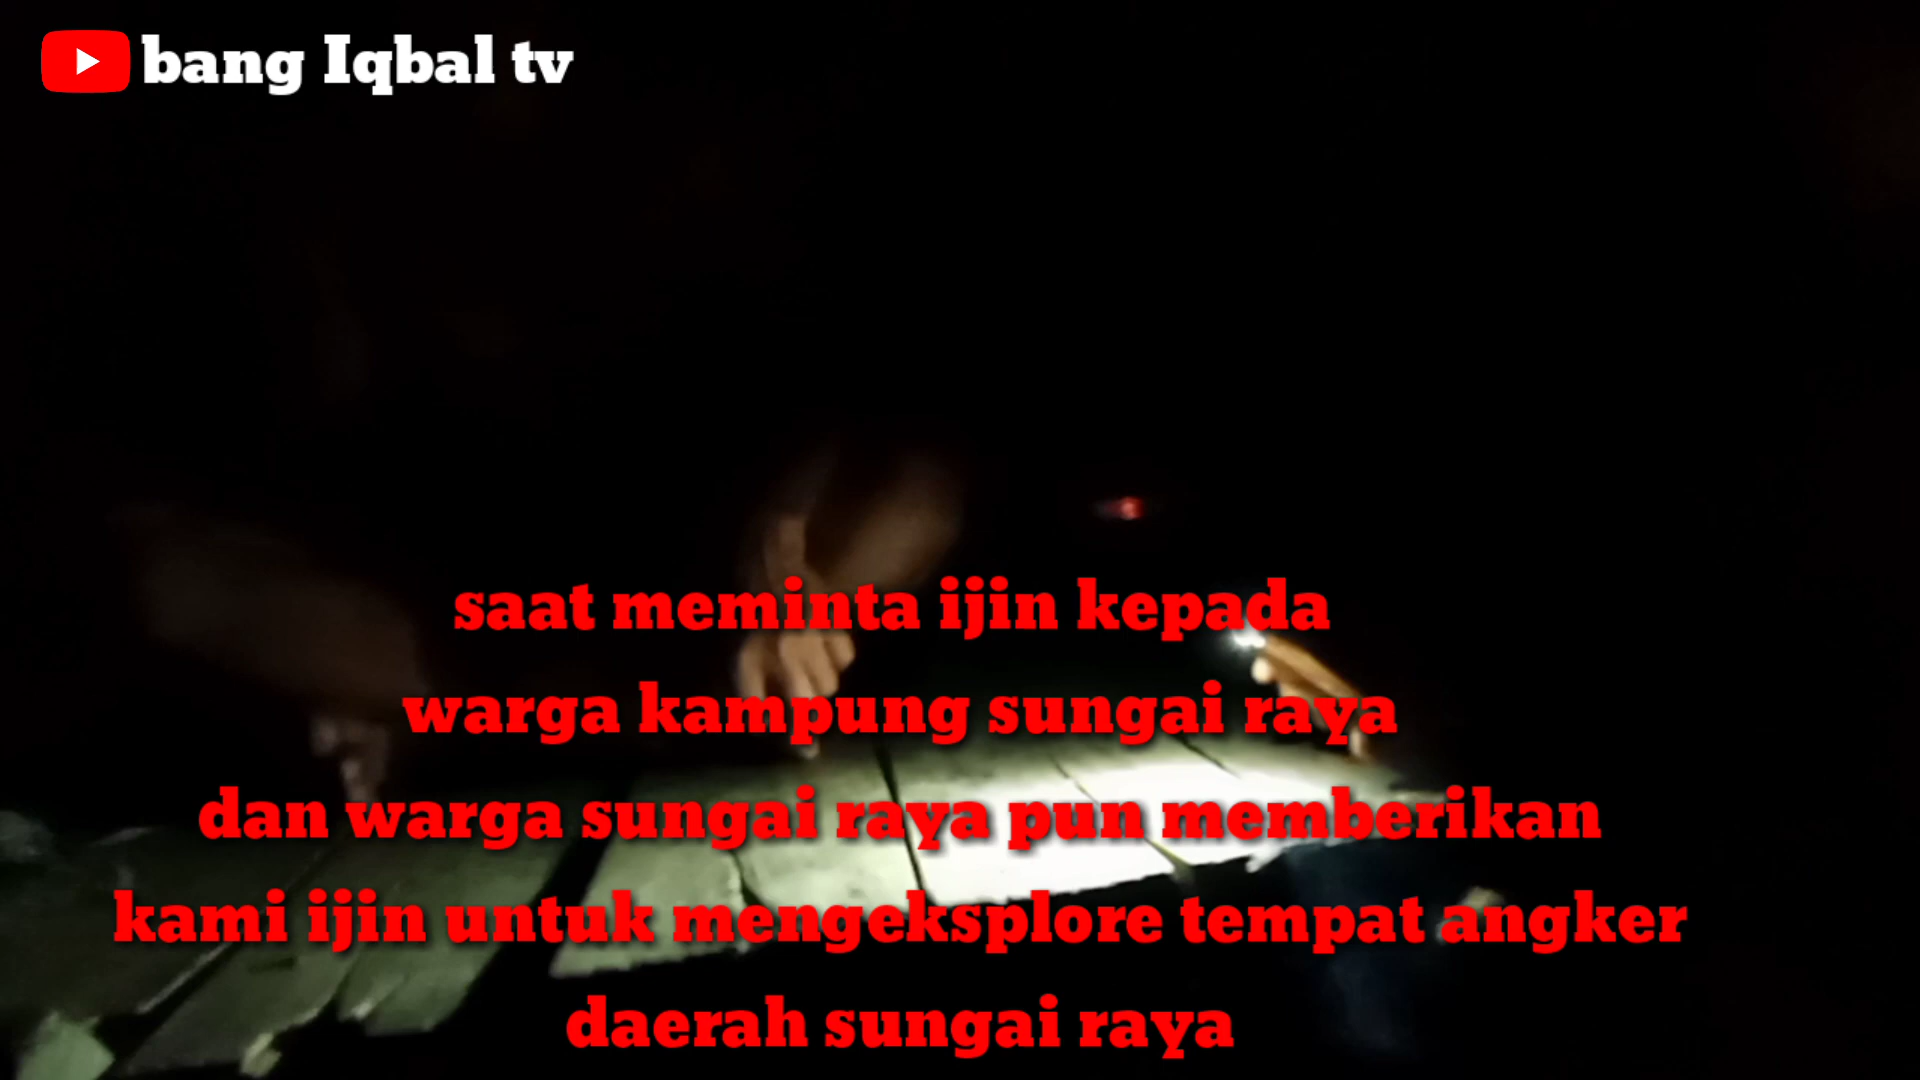 bang Iqbal tv
saat meminta ijin kepada
warga kampung sungai raya
dan warga sungai raya pun memberikan
kami ijin untuk mengeksplore tempat angker
daerah sungai raya